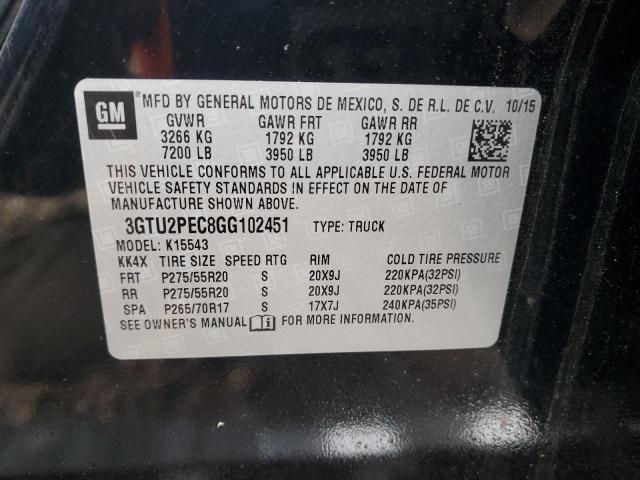 GM MFD BY GENERAL MOTORS DE MEXICO, S. DE R.L. DE C.V. 10/15
GVWR GAWR FRT GAWR RR
3266 KG 1792 KG 1792 KG
7200 LB 3950 LB 3950 LB
THIS VEHICLE CONFORMS TO ALL APPLICABLE U.S. FEDERAL MOTOR
VEHICLE SAFETY STANDARDS IN EFFECT ON THE DATE OF
MANUFACTURE SHOWN ABOVE.
3GTU2PEC8GG102451 TYPE: TRUCK
MODEL: K15543
KK4X TIRE SIZE SPEED RTG RIM COLD TIRE PRESSURE
FRT P275/55R20 S 20X9J 220KPA(32PSI)
RR P275/55R20 S 20X9J 220KPA(32PSI)
SPA P265/70R17 S 17X7J 240KPA(35PSI)
SEE OWNER'S MANUAL i FOR MORE INFORMATION.